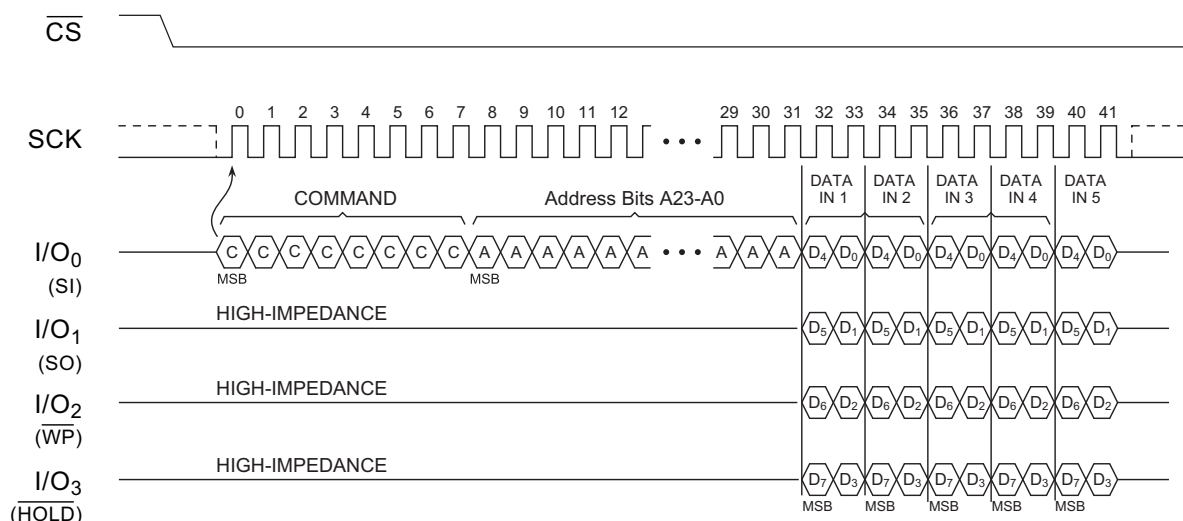 CS
0 1 2 3 4 5 6 7 8 9 10 11 12 29 30 31 32 33 34 35 36 37 38 39 40 41
SCK
DATA IN 1 DATA IN 2 DATA IN 3 DATA IN 4 DATA IN 5
COMMAND Address Bits A23-A0
I/O0 C C C C C C C C A A A A A A A A A D4 D0 D4 D0 D4 D0 D4 D0 D4 D0
(SI) MSB MSB
HIGH-IMPEDANCE
I/O1 D5 D1 D5 D1 D5 D1 D5 D1 D5 D1
(SO)
HIGH-IMPEDANCE
I/O2 D6 D2 D6 D2 D6 D2 D6 D2 D6 D2
(WP)
HIGH-IMPEDANCE
I/O3 D7 D3 D7 D3 D7 D3 D7 D3 D7 D3
(HOLD) MSB MSB MSB MSB MSB